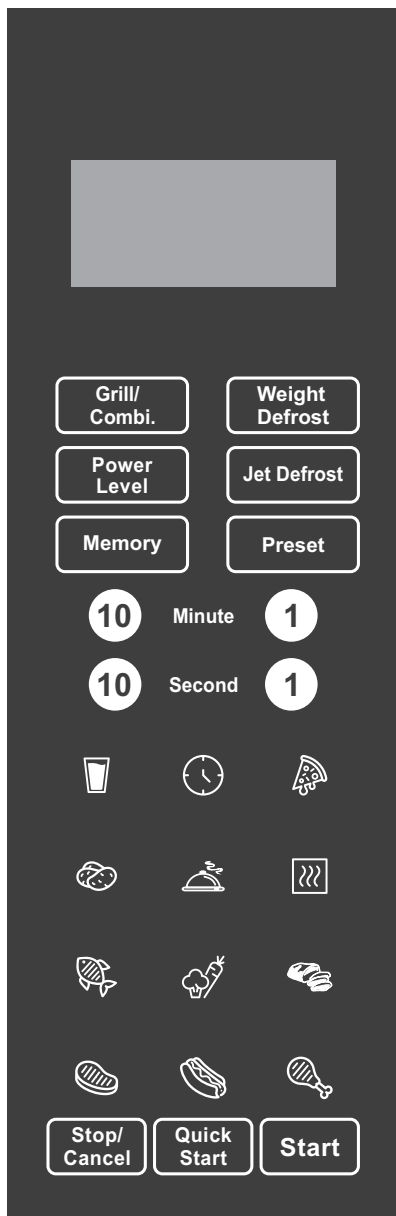 Grill/
Combi.
Weight
Defrost
Power
Level
Jet Defrost
Memory
Preset
10 Minute 1
10 Second 1
Stop/
Cancel
Quick
Start
Start